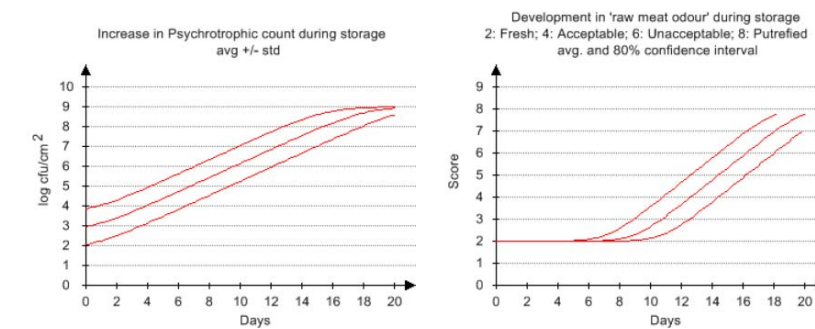 Increase in Psychrotrophic count during storage
avg +/- std
10
9
8
7
6
5
4
3
2
1
0
log cfu/cm 2
0 2 4 6 8 10 12 14 16 18 20
Days
Development in 'raw meat odour' during storage
2: Fresh; 4: Acceptable; 6: Unacceptable; 8: Putrefied
avg. and 80% confidence interval
9
8
7
6
5
4
3
2
1
0
Score
0 2 4 6 8 10 12 14 16 18 20
Days